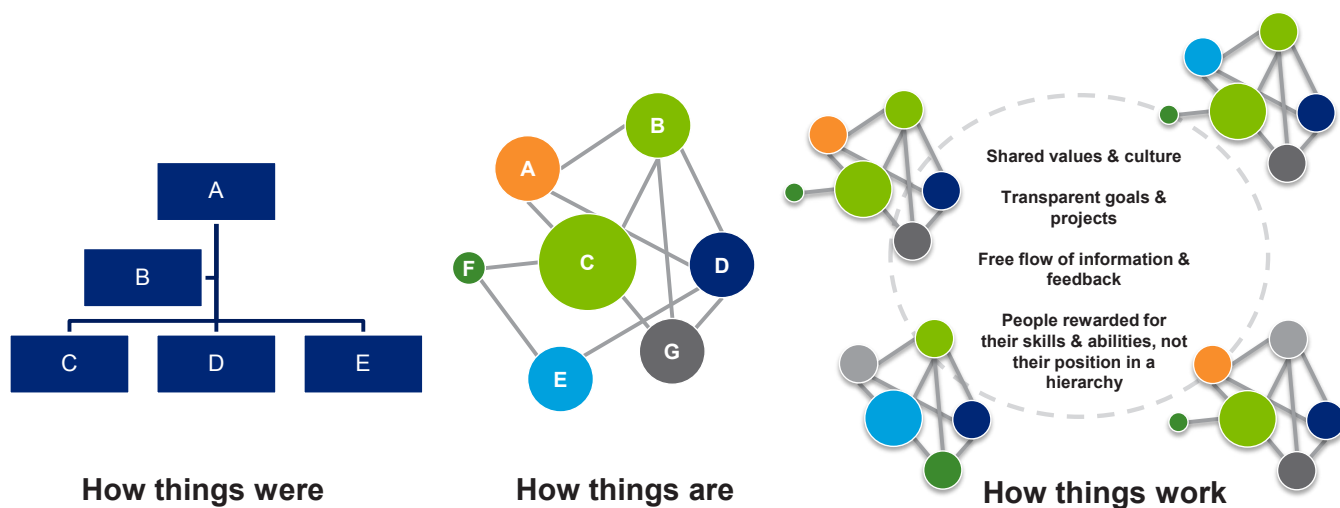 A
B
C
D
E
How things were
A
B
C
D
E
F
G
How things are
Shared values & culture
Transparent goals &
projects
Free flow of information &
feedback
People rewarded for
their skills & abilities, not
their position in a
hierarchy
How things work